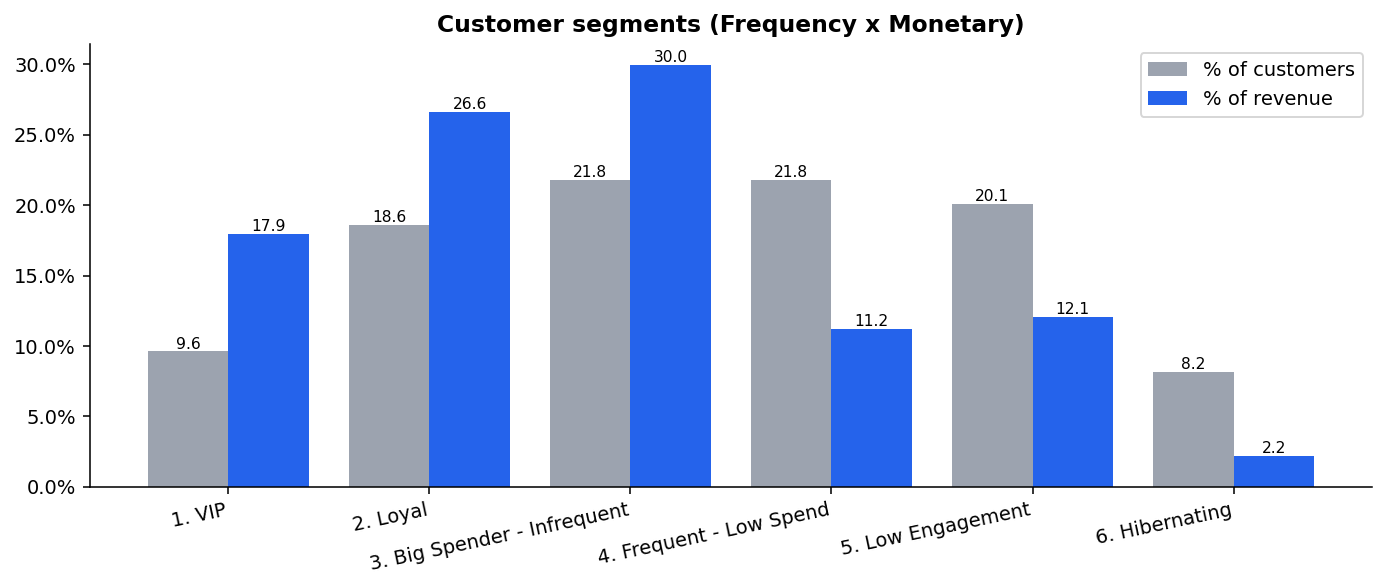 Customer segments (Frequency x Monetary)
% of customers
% of revenue
30.0%
25.0%
20.0%
15.0%
10.0%
5.0%
0.0%
9.6
17.9
18.6
26.6
21.8
30.0
21.8
11.2
20.1
12.1
8.2
2.2
1. VIP
2. Loyal
3. Big Spender - Infrequent
4. Frequent - Low Spend
5. Low Engagement
6. Hibernating